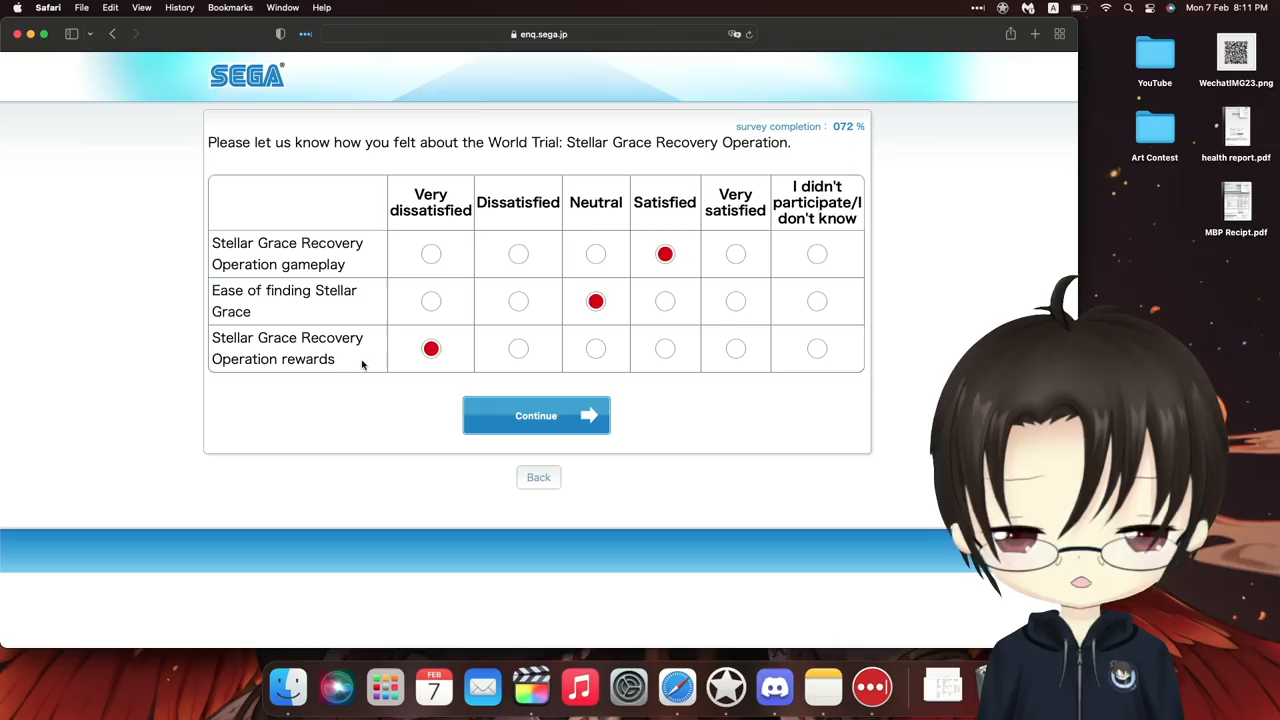 Safari File Edit View History Bookmarks Window Help
A
Mon 7 Feb 8:11 PM
enq.sega.jp
SEGA®
survey completion : 072 %
Please let us know how you felt about the World Trial: Stellar Grace Recovery Operation.
Very dissatisfied
Dissatisfied
Neutral
Satisfied
Very satisfied
I didn't participate/I don't know
Stellar Grace Recovery
Operation gameplay
Ease of finding Stellar
Grace
Stellar Grace Recovery
Operation rewards
Continue
Back
YouTube
WechatIMG23.png
Art Contest
health report.pdf
MBP Recipt.pdf
FEB
7